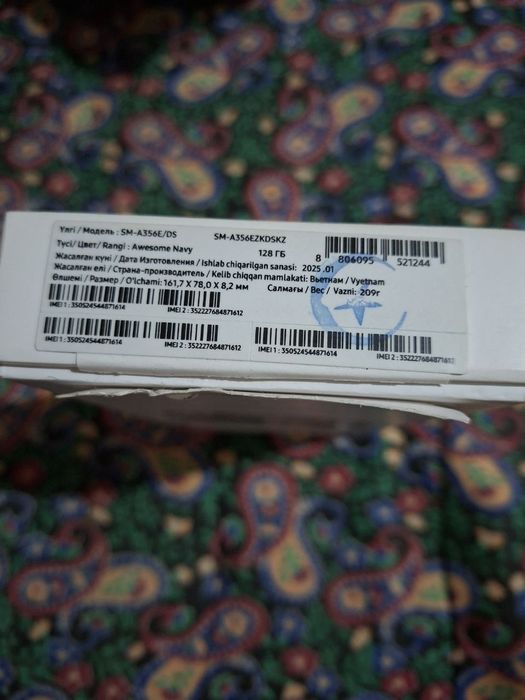 Үлгі / Модель : SM-A356E/DS SM-A356EZKDSKZ
Түсі/ Цвет/ Rangi : Awesome Navy 128 ГБ 8 806095 521244
Жасалған күні / Дата Изготовления / Ishlab chiqarilgan sanasi: 2025 .01
Жасалған елі / Страна-производитель / Kelib chiqqan mamlakati: Вьетнам / Vyetnam
Өлшемі / Размер / O'lchami: 161,7 X 78,0 X 8,2 мм Салмағы / Вес / Vazni: 209г
IMEI 1 : 350524544871614 IMEI 2 : 352227684871612
IMEI 1 : 350524544871614 IMEI 2 : 352227684871612 IMEI 1 : 350524544871614 IMEI 2 : 352227684871612